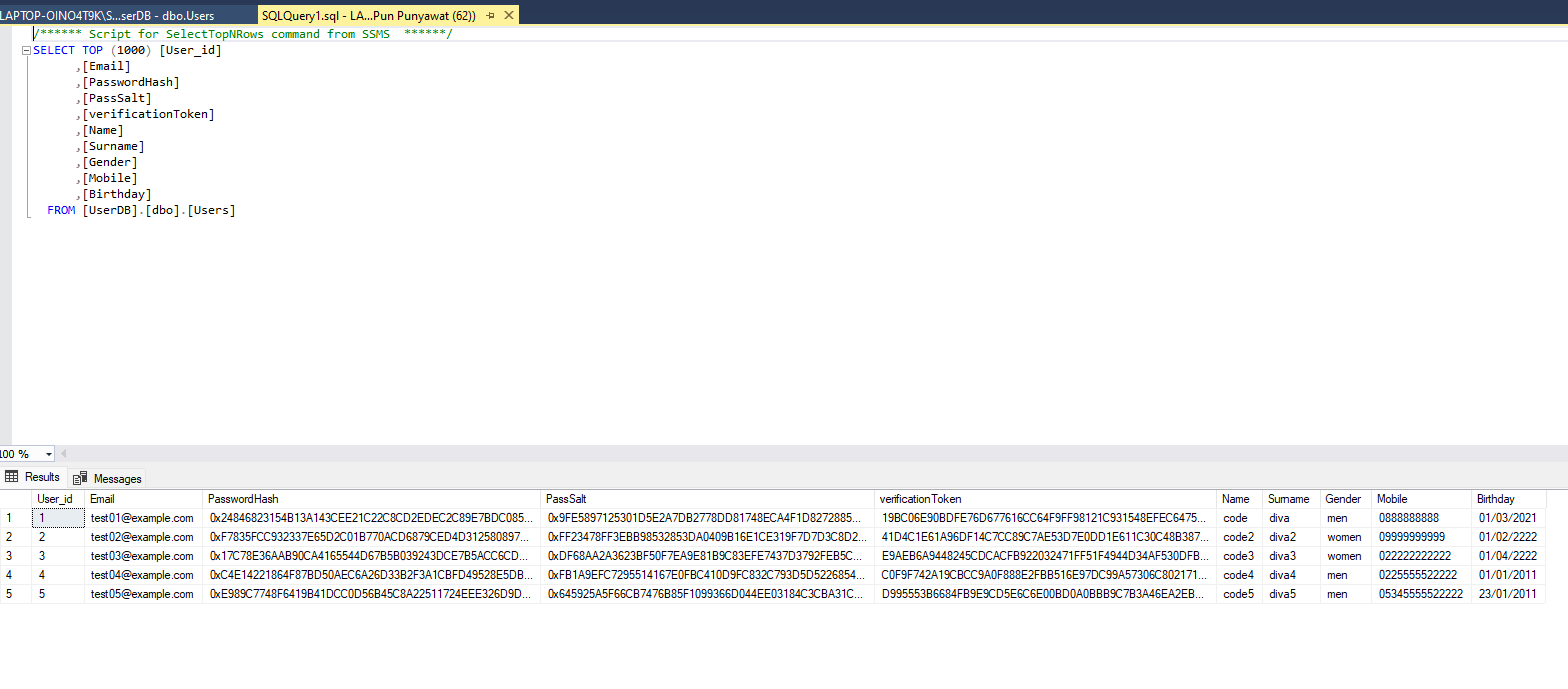 LAPTOP-OINO4T9K\S...serDB - dbo.Users
SQLQuery1.sql - LA...Pun Punyawat (62))
/****** Script for SelectTopNRows command from SSMS  ******/
SELECT TOP (1000) [User_id]
,[Email]
,[PasswordHash]
,[PassSalt]
,[verificationToken]
,[Name]
,[Surname]
,[Gender]
,[Mobile]
,[Birthday]
FROM [UserDB].[dbo].[Users]
100 %
Results Messages
User_id Email PasswordHash PassSalt verificationToken Name Surname Gender Mobile Birthday
1 1 test01@example.com 0x24846823154B13A143CEE21C22C8CD2EDEC2C89E7BDC085... 0x9FE5897125301D5E2A7DB2778DD81748ECA4F1D8272885... 19BC06E90BDFE76D677616CC64F9FF98121C931548EFEC6475... code diva men 0888888888 01/03/2021
2 2 test02@example.com 0xF7835FCC932337E65D2C01B770ACD6879CED4D312580897... 0xFF23478FF3EBB98532853DA0409B16E1CE319F7D7D3C8D2... 41D4C1E61A96DF14C7CC89C7AE53D7E0DD1E611C30C48B387... code2 diva2 women 09999999999 01/02/2222
3 3 test03@example.com 0x17C78E36AAB90CA4165544D67B5B039243DCE7B5ACC6CD... 0xDF68AA2A3623BF50F7EA9E81B9C83EFE7437D3792FEB5C... E9AEB6A9448245CDCACFB922032471FF51F4944D34AF530DFB... code3 diva3 women 022222222222 01/04/2222
4 4 test04@example.com 0xC4E14221864F87BD50AEC6A26D33B2F3A1CBFD49528E5DB... 0xFB1A9EFC7295514167E0FBC410D9FC832C793D5D5226854... C0F9F742A19CBCC9A0F888E2FBB516E97DC99A57306C802171... code4 diva4 men 0225555522222 01/01/2011
5 5 test05@example.com 0xE989C7748F6419B41DCC0D56B45C8A22511724EEE326D9D... 0x645925A5F66CB7476B85F1099366D044EE03184C3CBA31C... D995553B6684FB9E9CD5E6C6E00BD0A0BBB9C7B3A46EA2EB... code5 diva5 men 05345555522222 23/01/2011